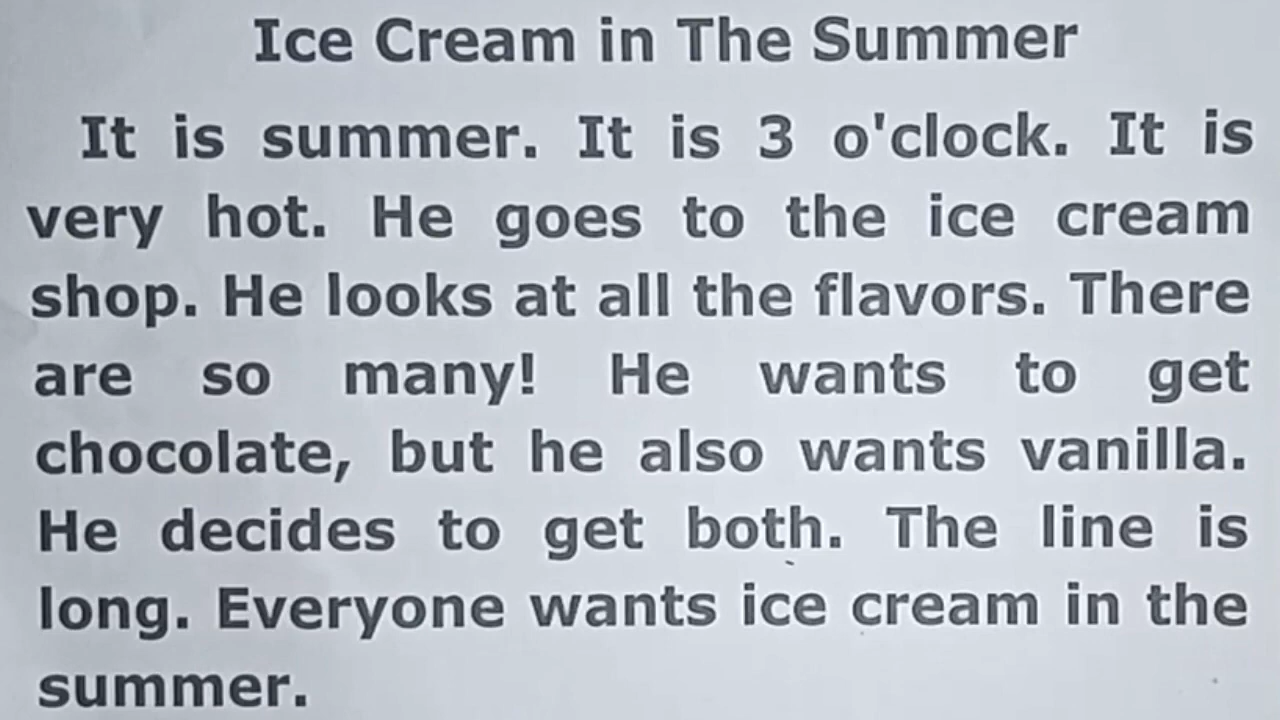 Ice Cream in The Summer
It is summer. It is 3 o'clock. It is
very hot. He goes to the ice cream
shop. He looks at all the flavors. There
are so many! He wants to get
chocolate, but he also wants vanilla.
He decides to get both. The line is
long. Everyone wants ice cream in the
summer.